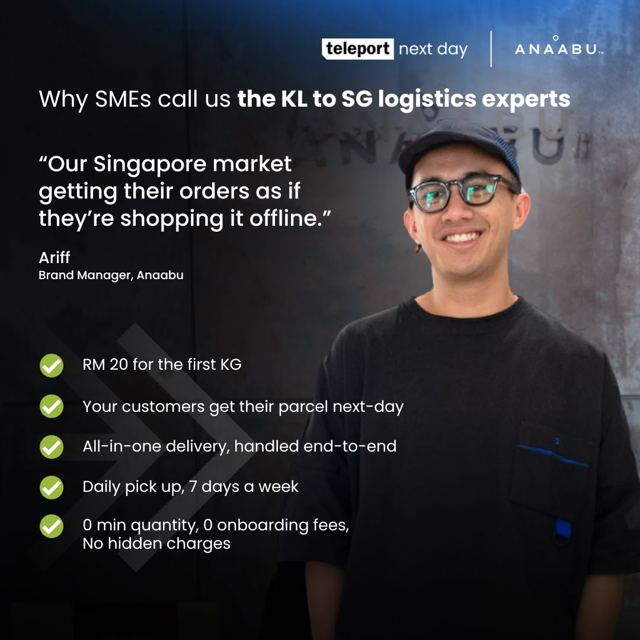 teleport next day
ANAABU
Why SMEs call us the KL to SG logistics experts
“Our Singapore market
getting their orders as if
they’re shopping it offline.”
Ariff
Brand Manager, Anaabu
RM 20 for the first KG
Your customers get their parcel next-day
All-in-one delivery, handled end-to-end
Daily pick up, 7 days a week
0 min quantity, 0 onboarding fees,
No hidden charges